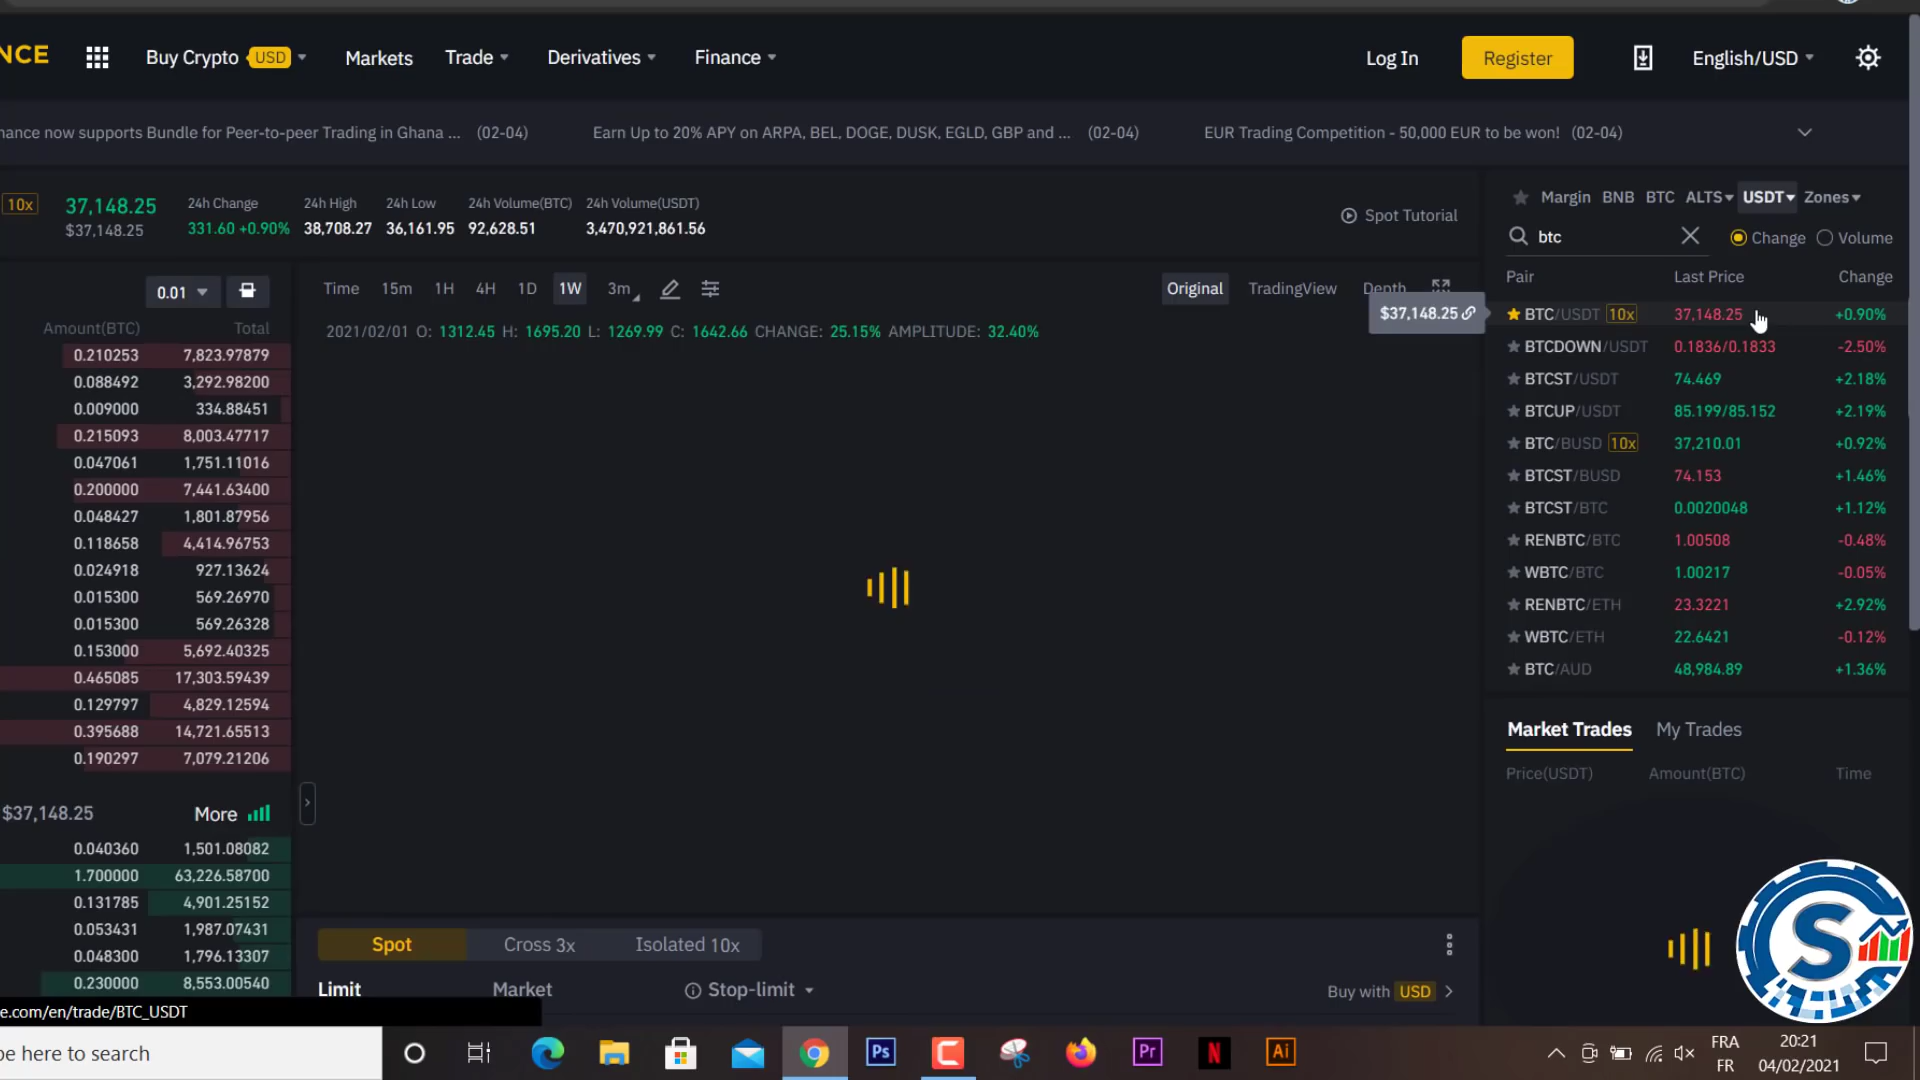 NCE
Buy Crypto USD
Markets
Trade
Derivatives
Finance
Log In
Register
English/USD
nance now supports Bundle for Peer-to-peer Trading in Ghana ... (02-04)
Earn Up to 20% APY on ARPA, BEL, DOGE, DUSK, EGLD, GBP and ... (02-04)
EUR Trading Competition - 50,000 EUR to be won! (02-04)
10x
37,148.25
$37,148.25
24h Change
331.60 +0.90%
24h High
38,708.27
24h Low
36,161.95
24h Volume(BTC)
92,628.51
24h Volume(USDT)
3,470,921,861.56
Spot Tutorial
Margin BNB BTC ALTS USDT Zones
btc
Change Volume
Pair Last Price Change
BTC/USDT 10x 37,148.25 +0.90%
BTCDOWN/USDT 0.1836/0.1833 -2.50%
BTCST/USDT 74.469 +2.18%
BTCUP/USDT 85.199/85.152 +2.19%
BTC/BUSD 10x 37,210.01 +0.92%
BTCST/BUSD 74.153 +1.46%
BTCST/BTC 0.0020048 +1.12%
RENBTC/BTC 1.00508 -0.48%
WBTC/BTC 1.00217 -0.05%
RENBTC/ETH 23.3221 +2.92%
WBTC/ETH 22.6421 -0.12%
BTC/AUD 48,984.89 +1.36%
0.01
Amount(BTC) Total
0.210253 7,823.97879
0.088492 3,292.98200
0.009000 334.88451
0.215093 8,003.47717
0.047061 1,751.11016
0.200000 7,441.63400
0.048427 1,801.87956
0.118658 4,414.96753
0.024918 927.13624
0.015300 569.26970
0.015300 569.26328
0.153000 5,692.40325
0.465085 17,303.59439
0.129797 4,829.12594
0.395688 14,721.65513
0.190297 7,079.21206
$37,148.25 More
0.040360 1,501.08082
1.700000 63,226.58700
0.131785 4,901.25152
0.053431 1,987.07431
0.048300 1,796.13307
0.230000 8,553.00540
Time 15m 1H 4H 1D 1W 3m
Original TradingView Depth
$37,148.25
2021/02/01 O: 1312.45 H: 1695.20 L: 1269.99 C: 1642.66 CHANGE: 25.15% AMPLITUDE: 32.40%
Spot Cross 3x Isolated 10x
Limit Market Stop-limit
Buy with USD
Market Trades My Trades
Price(USDT) Amount(BTC) Time
S
e.com/en/trade/BTC_USDT
pe here to search
Ps
Pr
N
Ai
FRA
FR
20:21
04/02/2021